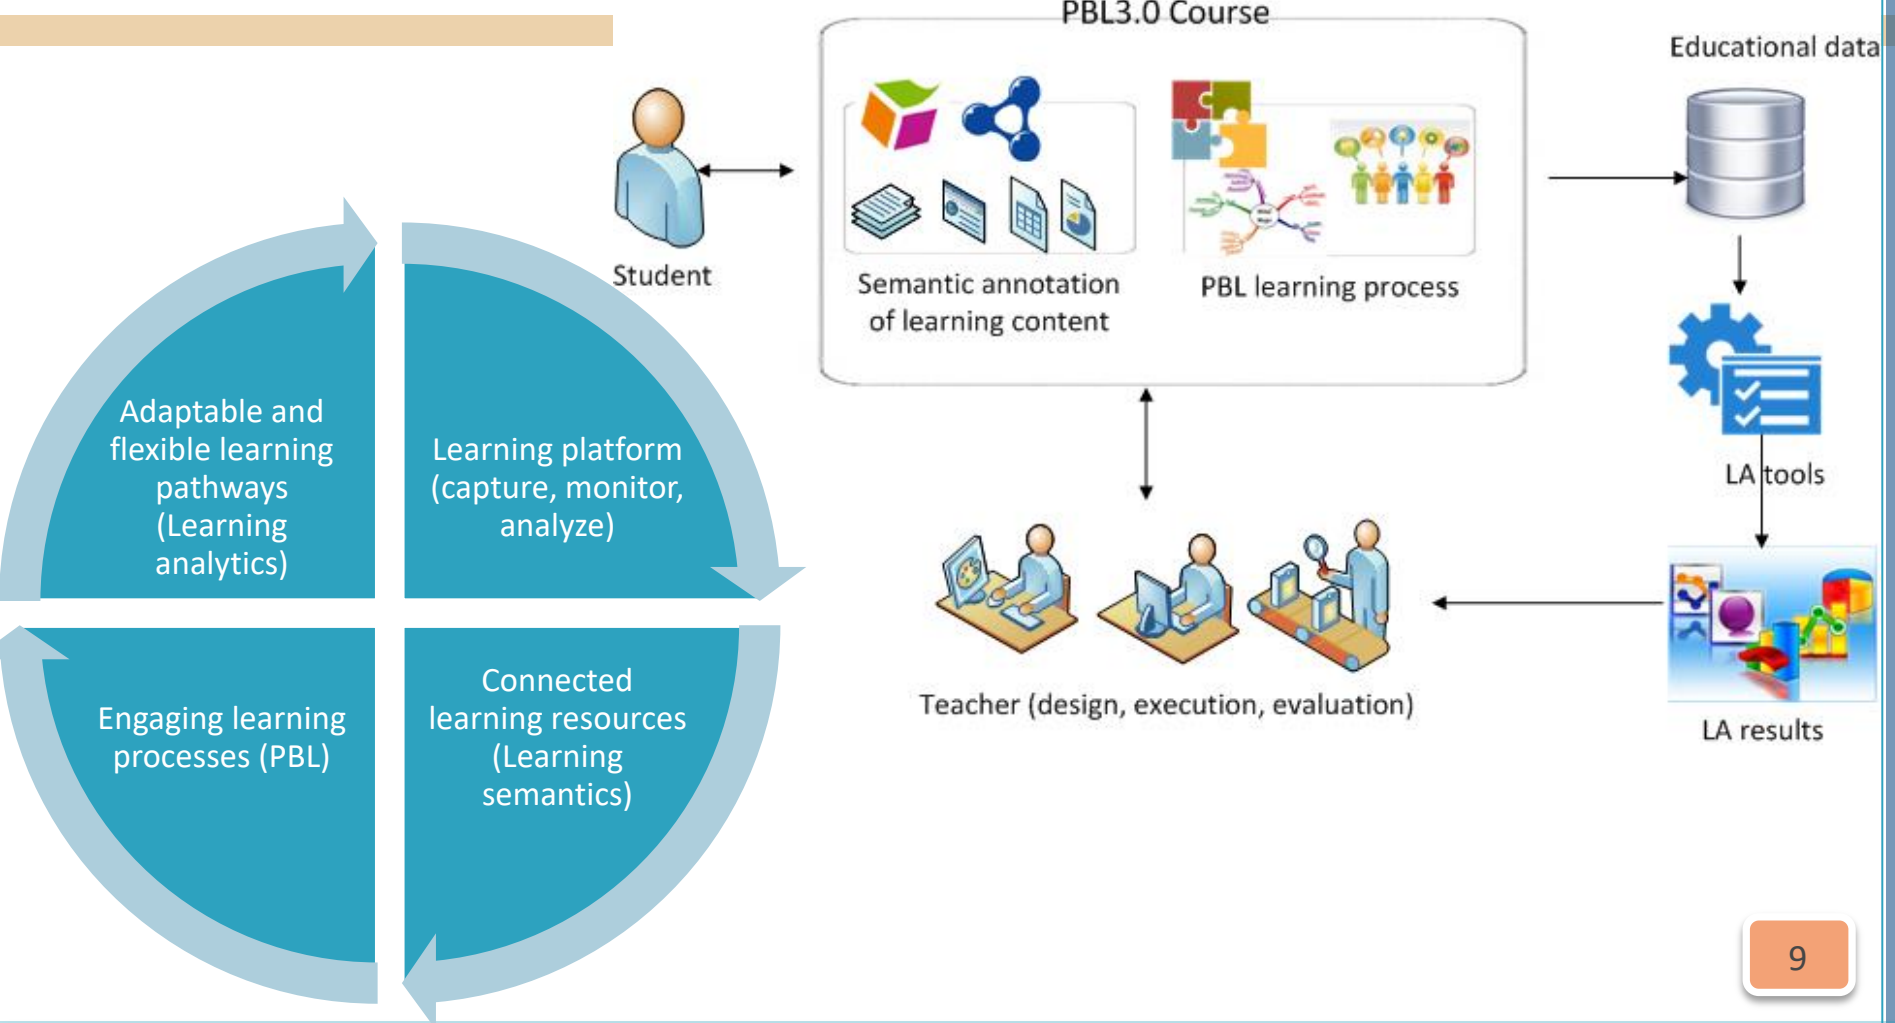 PBL3.0 Course
Educational data
Student
Semantic annotation
of learning content
PBL learning process
LA tools
Teacher (design, execution, evaluation)
LA results
Adaptable and
flexible learning
pathways
(Learning
analytics)
Learning platform
(capture, monitor,
analyze)
Engaging learning
processes (PBL)
Connected
learning resources
(Learning
semantics)
9